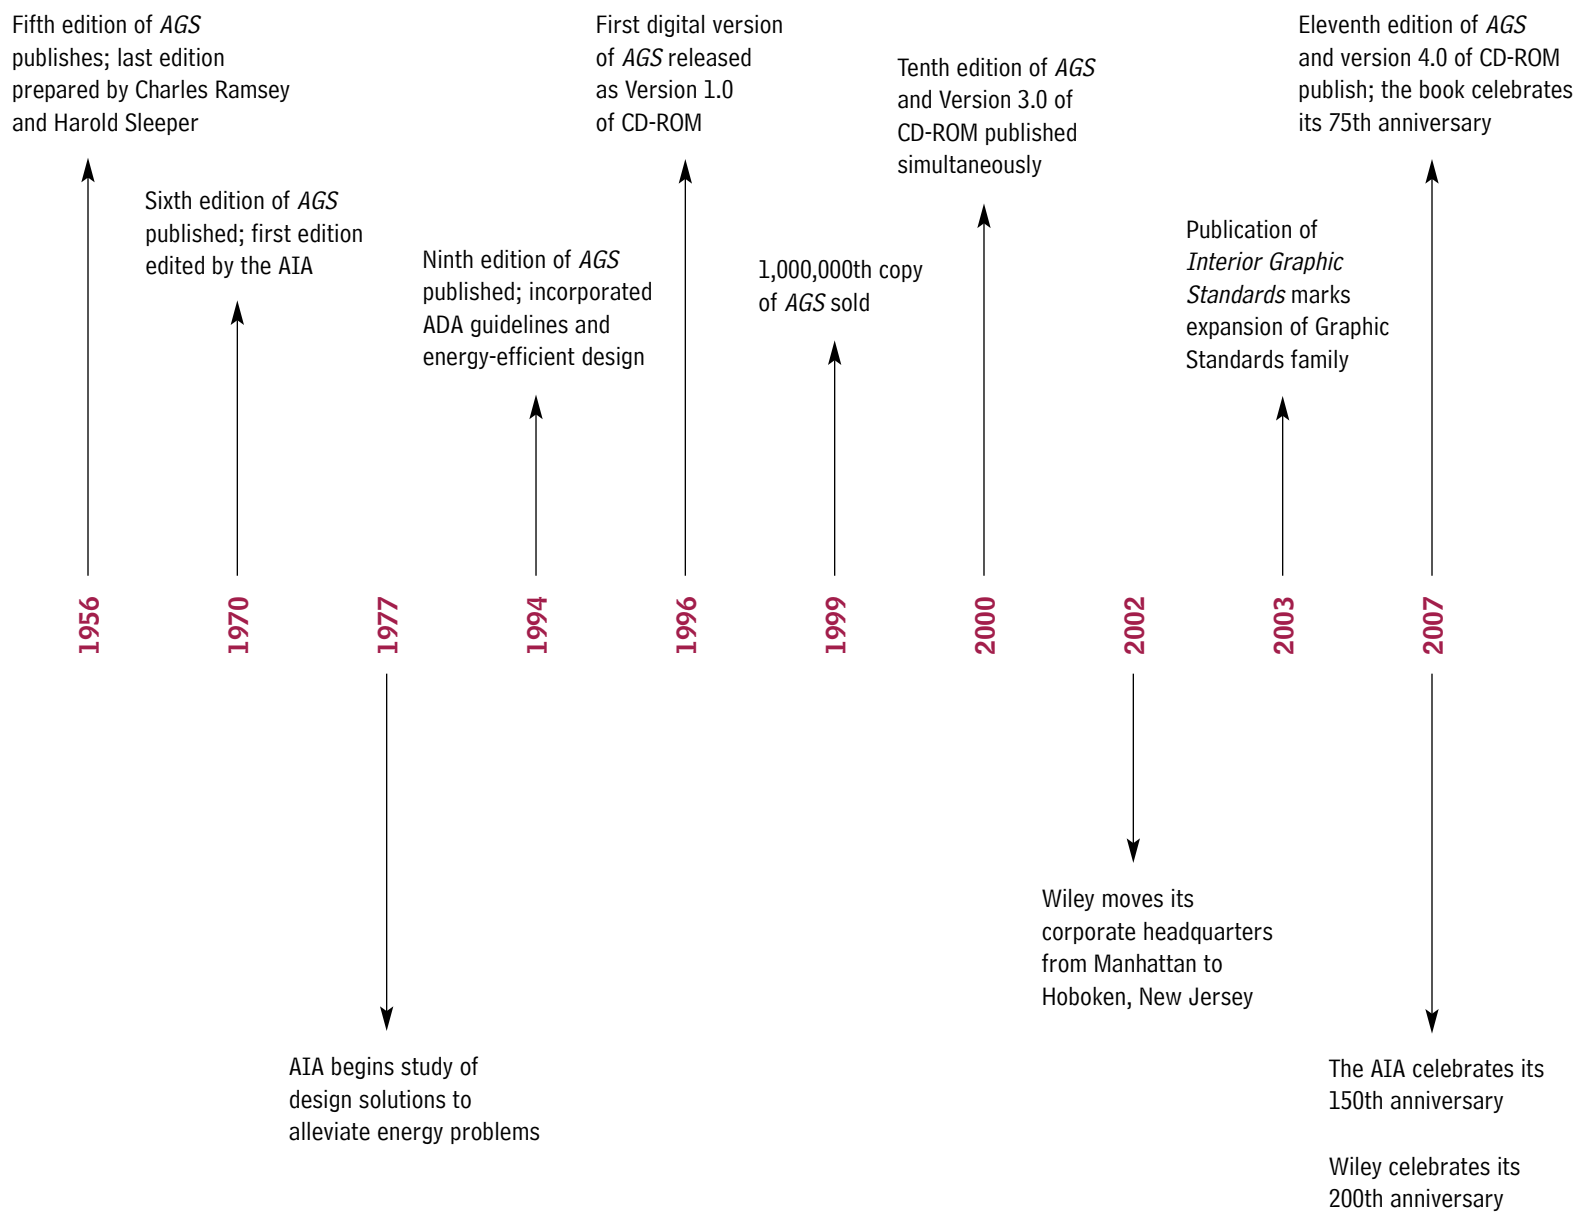 Fifth edition of AGS
publishes; last edition
prepared by Charles Ramsey
and Harold Sleeper
Sixth edition of AGS
published; first edition
edited by the AIA
Ninth edition of AGS
published; incorporated
ADA guidelines and
energy-efficient design
First digital version
of AGS released
as Version 1.0
of CD-ROM
1,000,000th copy
of AGS sold
Tenth edition of AGS
and Version 3.0 of
CD-ROM published
simultaneously
Publication of
Interior Graphic
Standards marks
expansion of Graphic
Standards family
Eleventh edition of AGS
and version 4.0 of CD-ROM
publish; the book celebrates
its 75th anniversary
1956
1970
1977
1994
1996
1999
2000
2002
2003
2007
AIA begins study of
design solutions to
alleviate energy problems
Wiley moves its
corporate headquarters
from Manhattan to
Hoboken, New Jersey
The AIA celebrates its
150th anniversary
Wiley celebrates its
200th anniversary